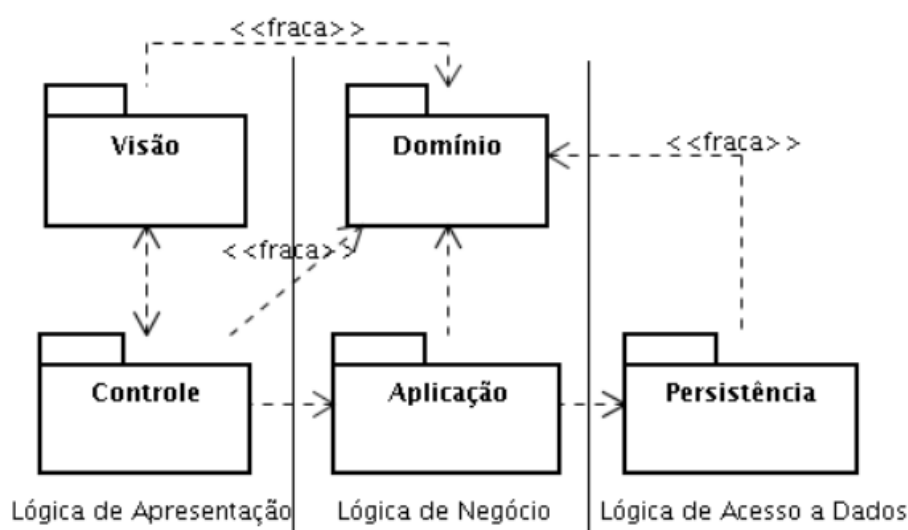 <<fraca>>
Visão
Domínio
<<fraca>>
<<fraca>>
Controle
Aplicação
Persistência
Lógica de Apresentação
Lógica de Negócio
Lógica de Acesso a Dados